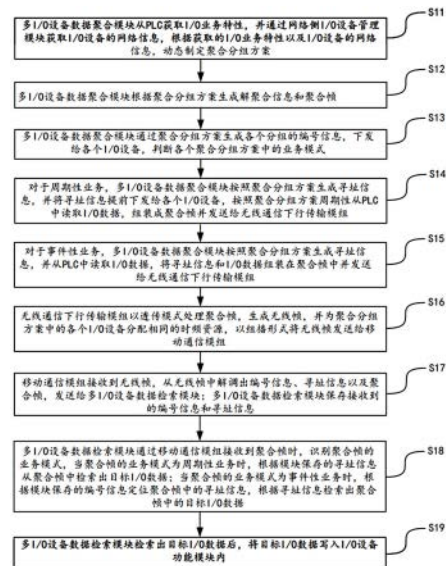 S11
多I/O设备数据聚合模块从PLC获取I/O业务特性，并通过网络侧I/O设备管理
模块获取I/O设备的网络信息，根据获取的I/O业务特性以及I/O设备的网络
信息，动态制定聚合分组方案
S12
多I/O设备数据聚合模块根据聚合分组方案生成解聚合信息和聚合帧
S13
多I/O设备数据聚合模块通过聚合分组方案生成各个分组的编号信息，下发
给各个I/O设备，判断各个聚合分组方案中的业务模式
S14
对于周期性业务，多I/O设备数据聚合模块按照聚合分组方案生成寻址信
息，并将寻址信息提前下发给各个I/O设备，按照聚合分组方案周期性从PLC
中读取I/O数据，组装成聚合帧并发送给无线通信下行传输模组
S15
对于事件性业务，多I/O设备数据聚合模块按照聚合分组方案生成寻址信
息，并从PLC中读取I/O数据，将寻址信息和I/O数据组装在聚合帧中并发送
给无线通信下行传输模组
S16
无线通信下行传输模组以透传模式处理聚合帧，生成无线帧，并为聚合分组
方案中的各个I/O设备分配相同的时频资源，以组播形式将无线帧发送给移
动通信模组
S17
移动通信模组接收到无线帧，从无线帧中解调出编号信息、寻址信息以及聚
合帧，发送给多I/O设备数据检索模块；多I/O设备数据检索模块保存接收到
的编号信息和寻址信息
S18
多I/O设备数据检索模块通过移动通信模组接收到聚合帧时，识别聚合帧的
业务模式，当聚合帧的业务模式为周期性业务时，根据模块保存的寻址信息
从聚合帧中检索出目标I/O数据；当聚合帧的业务模式为事件性业务时，根
据模块保存的编号信息定位聚合帧中的寻址信息，根据寻址信息检索出聚合
帧中的目标I/O数据
S19
多I/O设备数据检索模块检索出目标I/O数据后，将目标I/O数据写入I/O设备
功能模块内